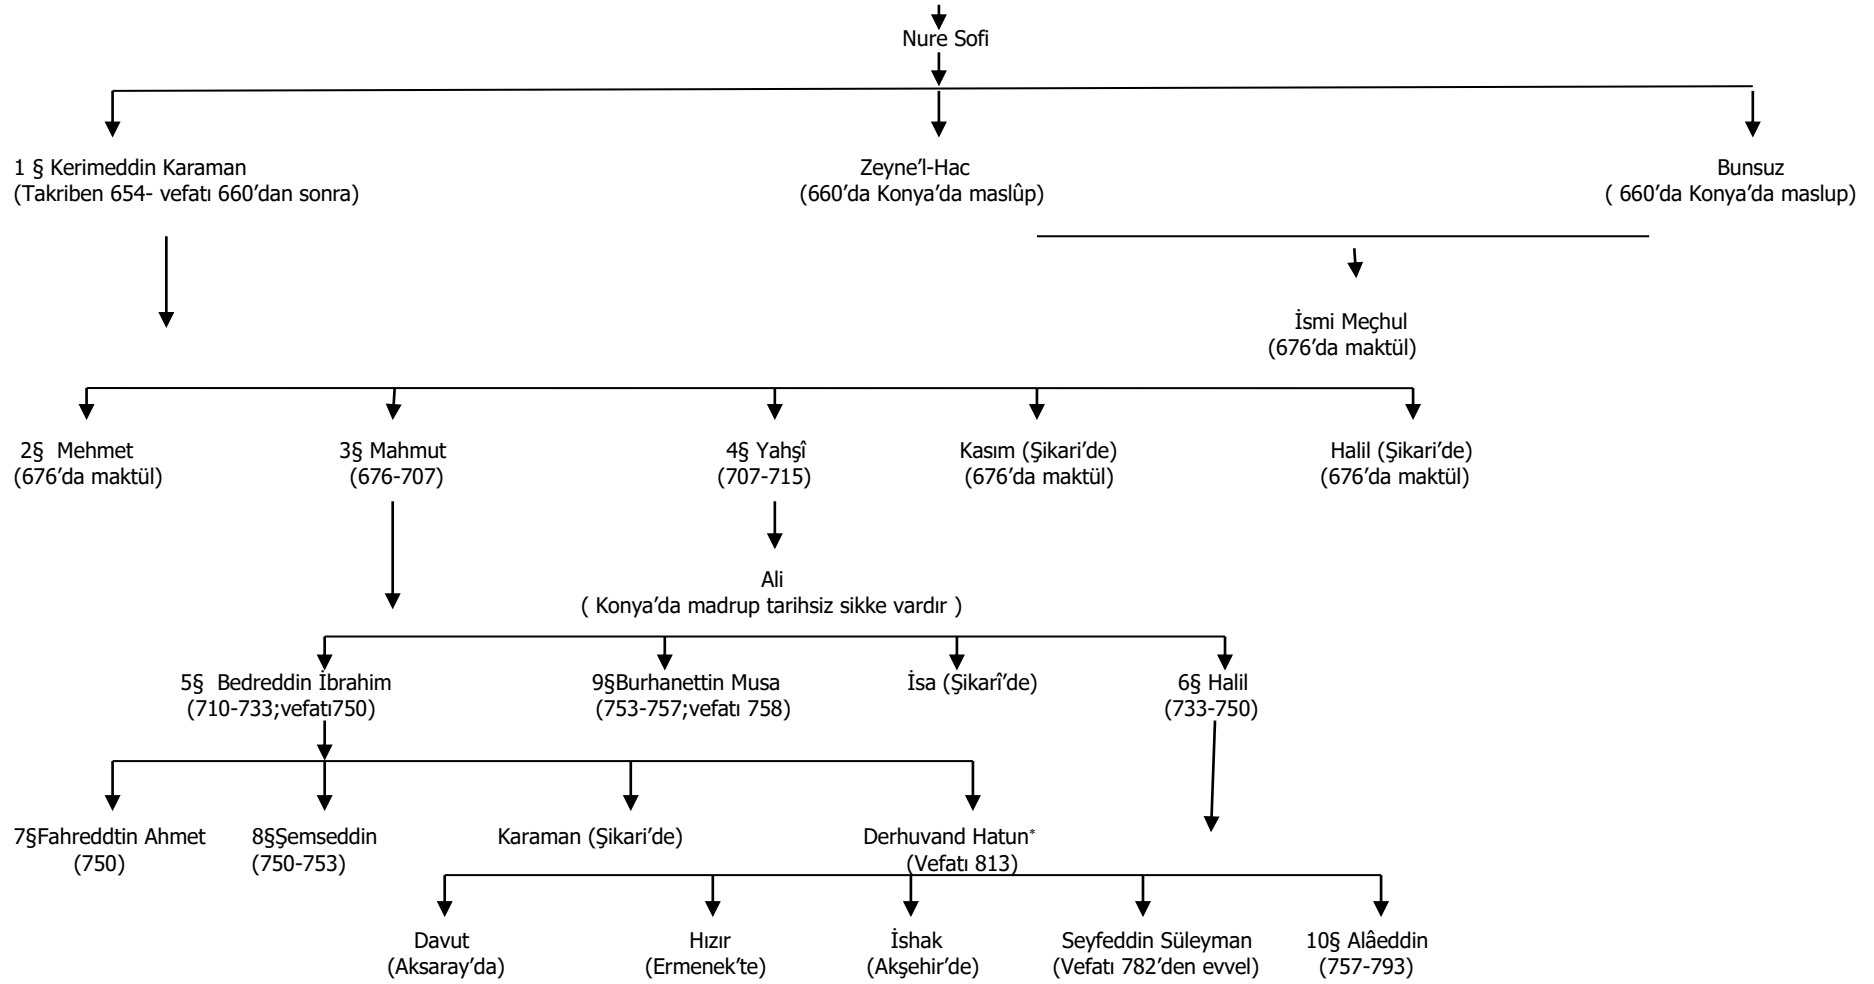 Nure Sofi
1 § Kerimeddin Karaman
(Takriben 654- vefatı 660’dan sonra)
Zeyne’l-Hac
(660’da Konya’da maslûp)
Bunsuz
( 660’da Konya’da maslup)
İsmi Meçhul
(676’da maktül)
2§ Mehmet
(676’da maktül)
3§ Mahmut
(676-707)
4§ Yahşî
(707-715)
Kasım (Şikari’de)
(676’da maktül)
Halil (Şikari’de)
(676’da maktül)
Ali
( Konya’da madrup tarihsiz sikke vardır )
5§ Bedreddin İbrahim
(710-733;vefatı750)
9§Burhanettin Musa
(753-757;vefatı 758)
İsa (Şikarî’de)
6§ Halil
(733-750)
7§Fahreddtin Ahmet
(750)
8§Şemseddin
(750-753)
Karaman (Şikari’de)
Derhuvand Hatun*
(Vefatı 813)
Davut
(Aksaray’da)
Hızır
(Ermenek’te)
İshak
(Akşehir’de)
Seyfeddin Süleyman
(Vefatı 782’den evvel)
10§ Alâeddin
(757-793)